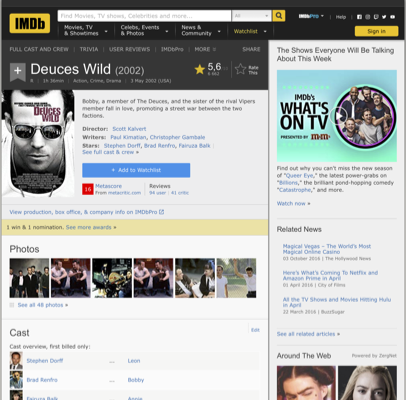 IMDb
Find Movies, TV shows, Celebrities and more...
All
Movies, TV
& Showtimes
Celebs, Events
& Photos
News &
Community
Watchlist
IMDbPro
Help
Sign in
FULL CAST AND CREW | TRIVIA | USER REVIEWS | IMDbPro | MORE
SHARE
Deuces Wild (2002)
R | 1h 36min | Action, Crime, Drama | 3 May 2002 (USA)
5,6
Rate
This
DEUCES
WILD
Bobby, a member of The Deuces, and the sister of the rival Vipers
member fall in love, promoting a street war between the two
factions.
Director: Scott Kalvert
Writers: Paul Kimatian, Christopher Gambale
Stars: Stephen Dorff, Brad Renfro, Fairuza Balk |
See full cast & crew »
+ Add to Watchlist
16
Metascore
From metacritic.com
Reviews
94 user | 41 critic
View production, box office, & company info on IMDbPro
1 win & 1 nomination. See more awards »
Photos
See all 48 photos »
Cast
Edit
Cast overview, first billed only:
Stephen Dorff ... Leon
Brad Renfro ... Bobby
Fairuza Balk ... Annie
The Shows Everyone Will Be Talking
About This Week
IMDb's
WHAT'S
ON TV
PRESENTED BY m&m's
Find out why you can't miss the new season
of "Queer Eye," the latest power-grabs on
"Billions," the brilliant pond-hopping comedy
"Catastrophe," and more.
Watch now »
Related News
Magical Vegas – The World's Most
Magical Online Casino
03 October 2016 | The Hollywood News
Here's What's Coming To Netflix and
Amazon Prime in April
01 April 2016 | City of Films
All the TV Shows and Movies Hitting Hulu
in April
22 March 2016 | BuzzSugar
See all related articles »
Around The Web
Powered by ZergNet